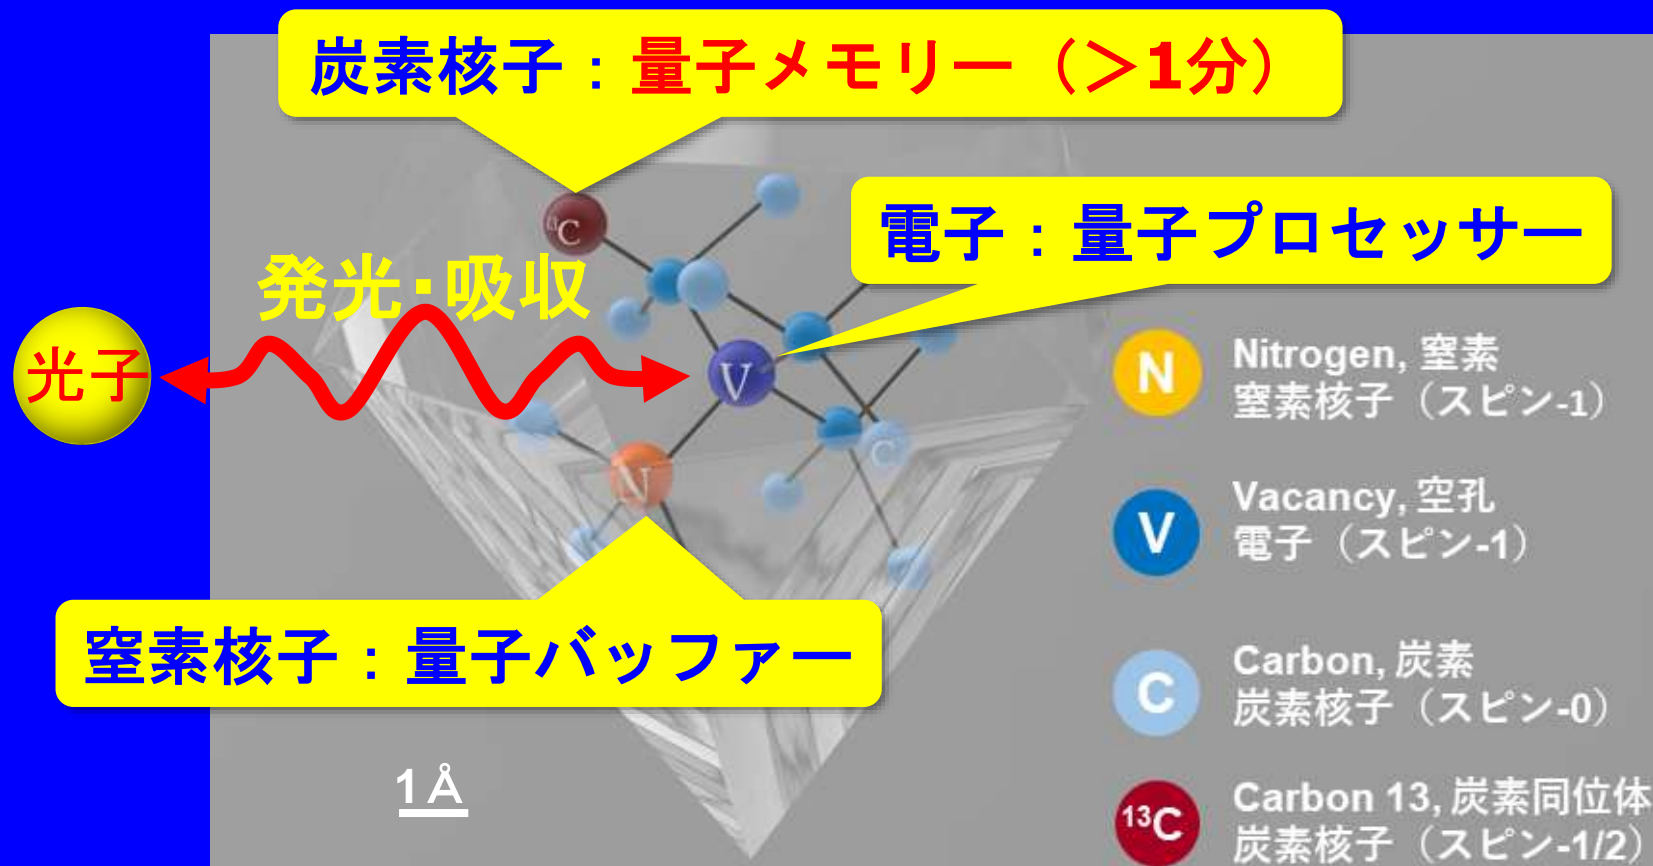 炭素核子：量子メモリー（＞1分）
電子：量子プロセッサー
発光・吸収
光子
窒素核子：量子バッファー
1Å
13C
V
N
C
N
Nitrogen, 窒素
窒素核子（スピン-1）
V
Vacancy, 空孔
電子（スピン-1）
C
Carbon, 炭素
炭素核子（スピン-0）
13C
Carbon 13, 炭素同位体
炭素核子（スピン-1/2）